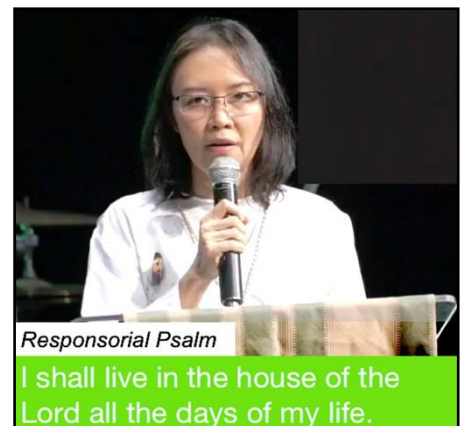 Responsorial Psalm
I shall live in the house of the
Lord all the days of my life.